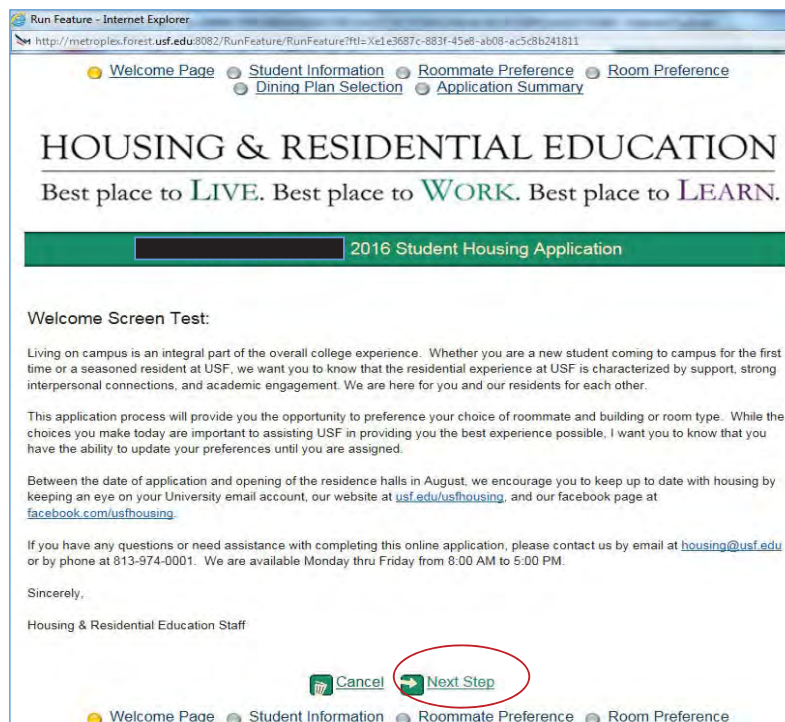 Run Feature - Internet Explorer
http://metroplex.forest.usf.edu:8082/RunFeature/RunFeature?ftl=Xe1e3687c-883f-45e8-ab08-ac5c8b241811
Welcome Page Student Information Roommate Preference Room Preference
Dining Plan Selection Application Summary
HOUSING & RESIDENTIAL EDUCATION
Best place to LIVE. Best place to WORK. Best place to LEARN.
2016 Student Housing Application
Welcome Screen Test:
Living on campus is an integral part of the overall college experience. Whether you are a new student coming to campus for the first
time or a seasoned resident at USF, we want you to know that the residential experience at USF is characterized by support, strong
interpersonal connections, and academic engagement. We are here for you and our residents for each other.
This application process will provide you the opportunity to preference your choice of roommate and building or room type. While the
choices you make today are important to assisting USF in providing you the best experience possible, I want you to know that you
have the ability to update your preferences until you are assigned.
Between the date of application and opening of the residence halls in August, we encourage you to keep up to date with housing by
keeping an eye on your University email account, our website at usf.edu/usfhousing, and our facebook page at
facebook.com/usfhousing.
If you have any questions or need assistance with completing this online application, please contact us by email at housing@usf.edu
or by phone at 813-974-0001. We are available Monday thru Friday from 8:00 AM to 5:00 PM.
Sincerely,
Housing & Residential Education Staff
Cancel Next Step
Welcome Page Student Information Roommate Preference Room Preference